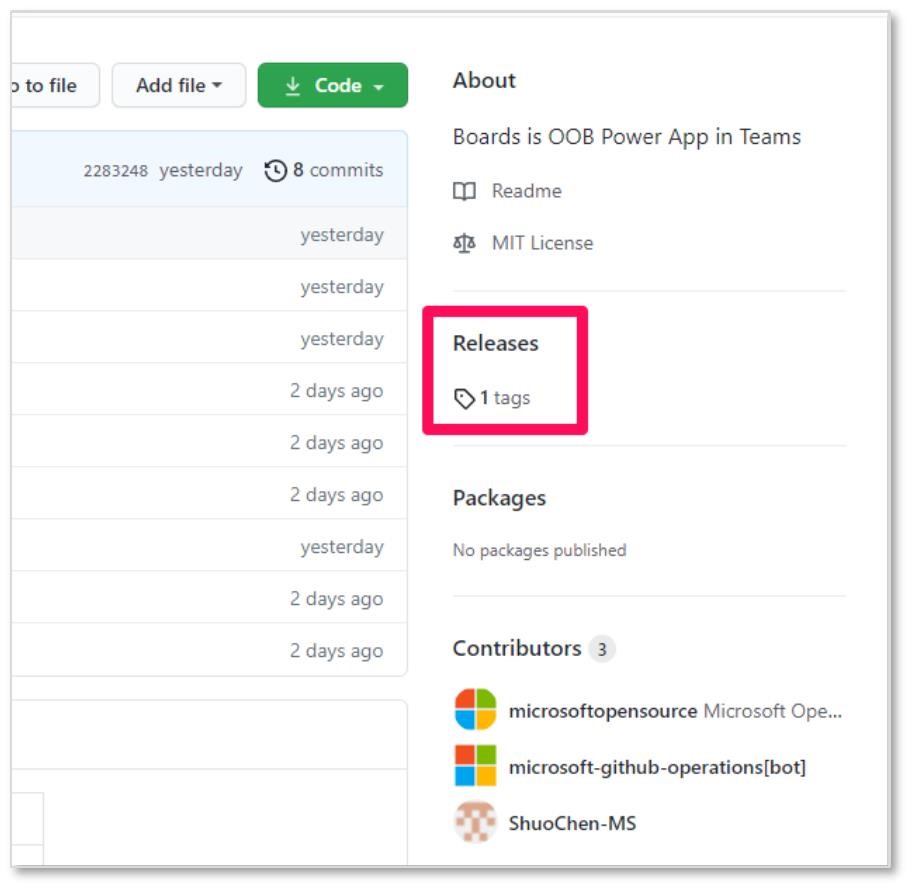 o to file
Add file
Code
2283248 yesterday 8 commits
yesterday
yesterday
yesterday
2 days ago
2 days ago
2 days ago
yesterday
2 days ago
2 days ago
About
Boards is OOB Power App in Teams
Readme
MIT License
Releases
1 tags
Packages
No packages published
Contributors 3
microsoftopensource Microsoft Ope...
microsoft-github-operations[bot]
ShuoChen-MS